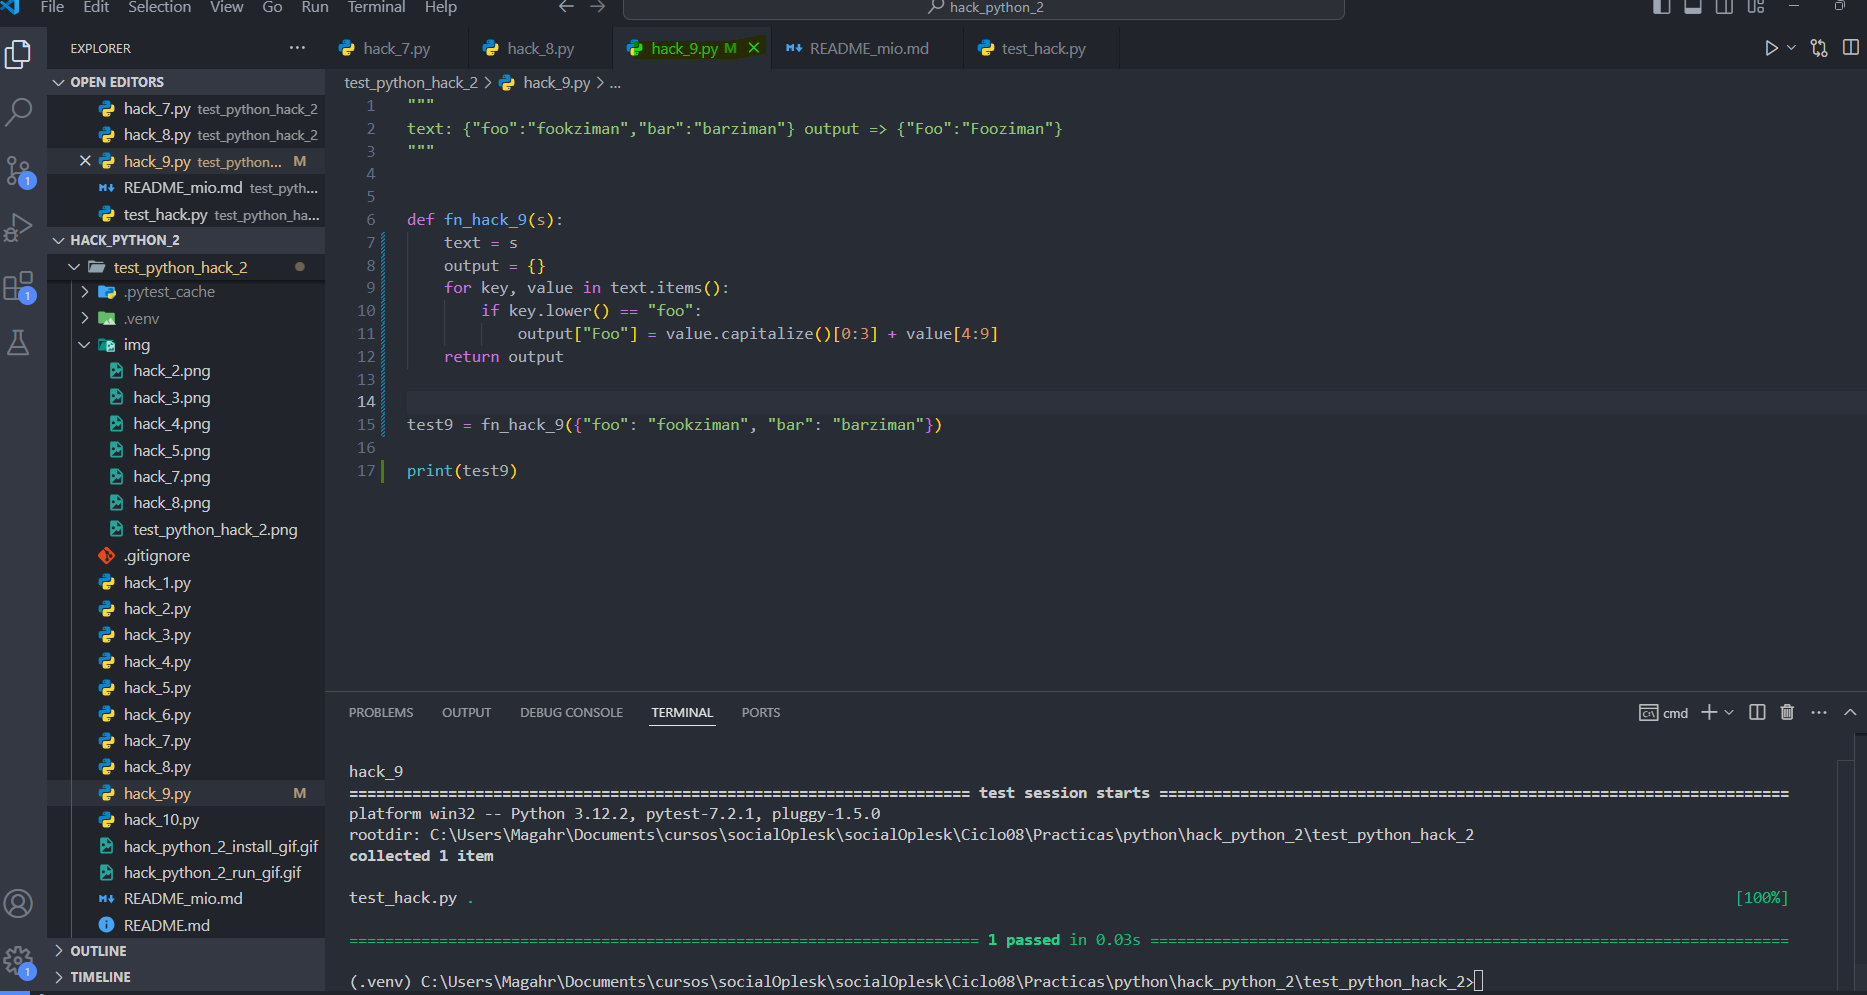 File Edit Selection View Go Run Terminal Help
hack_python_2
EXPLORER
hack_7.py
hack_8.py
hack_9.py M
README_mio.md
test_hack.py
OPEN EDITORS
hack_7.py test_python_hack_2
hack_8.py test_python_hack_2
hack_9.py test_python... M
README_mio.md test_pyth...
test_hack.py test_python_ha...
HACK_PYTHON_2
test_python_hack_2
.pytest_cache
.venv
img
hack_2.png
hack_3.png
hack_4.png
hack_5.png
hack_7.png
hack_8.png
test_python_hack_2.png
.gitignore
hack_1.py
hack_2.py
hack_3.py
hack_4.py
hack_5.py
hack_6.py
hack_7.py
hack_8.py
hack_9.py M
hack_10.py
hack_python_2_install_gif.gif
hack_python_2_run_gif.gif
README_mio.md
README.md
OUTLINE
TIMELINE
1
1
1
test_python_hack_2 > hack_9.py > ...
1 """
2 text: {"foo":"fookziman","bar":"barziman"} output => {"Foo":"Fooziman"}
3 """
4
5
6 def fn_hack_9(s):
7 text = s
8 output = {}
9 for key, value in text.items():
10 if key.lower() == "foo":
11 output["Foo"] = value.capitalize()[0:3] + value[4:9]
12 return output
13
14
15 test9 = fn_hack_9({"foo": "fookziman", "bar": "barziman"})
16
17 print(test9)
PROBLEMS OUTPUT DEBUG CONSOLE TERMINAL PORTS
cmd
hack_9
===================================================================== test session starts ======================================================================
platform win32 -- Python 3.12.2, pytest-7.2.1, pluggy-1.5.0
rootdir: C:\Users\Magahr\Documents\cursos\socialOplesk\socialOplesk\Ciclo08\Practicas\python\hack_python_2\test_python_hack_2
collected 1 item
test_hack.py . [100%]
====================================================================== 1 passed in 0.03s =======================================================================
(.venv) C:\Users\Magahr\Documents\cursos\socialOplesk\socialOplesk\Ciclo08\Practicas\python\hack_python_2\test_python_hack_2>